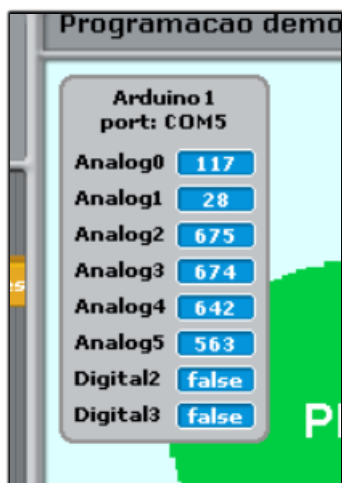 Programacao demo
Arduino 1
port: COM5
Analog0 117
Analog1 28
Analog2 675
Analog3 674
Analog4 642
Analog5 563
Digital2 false
Digital3 false